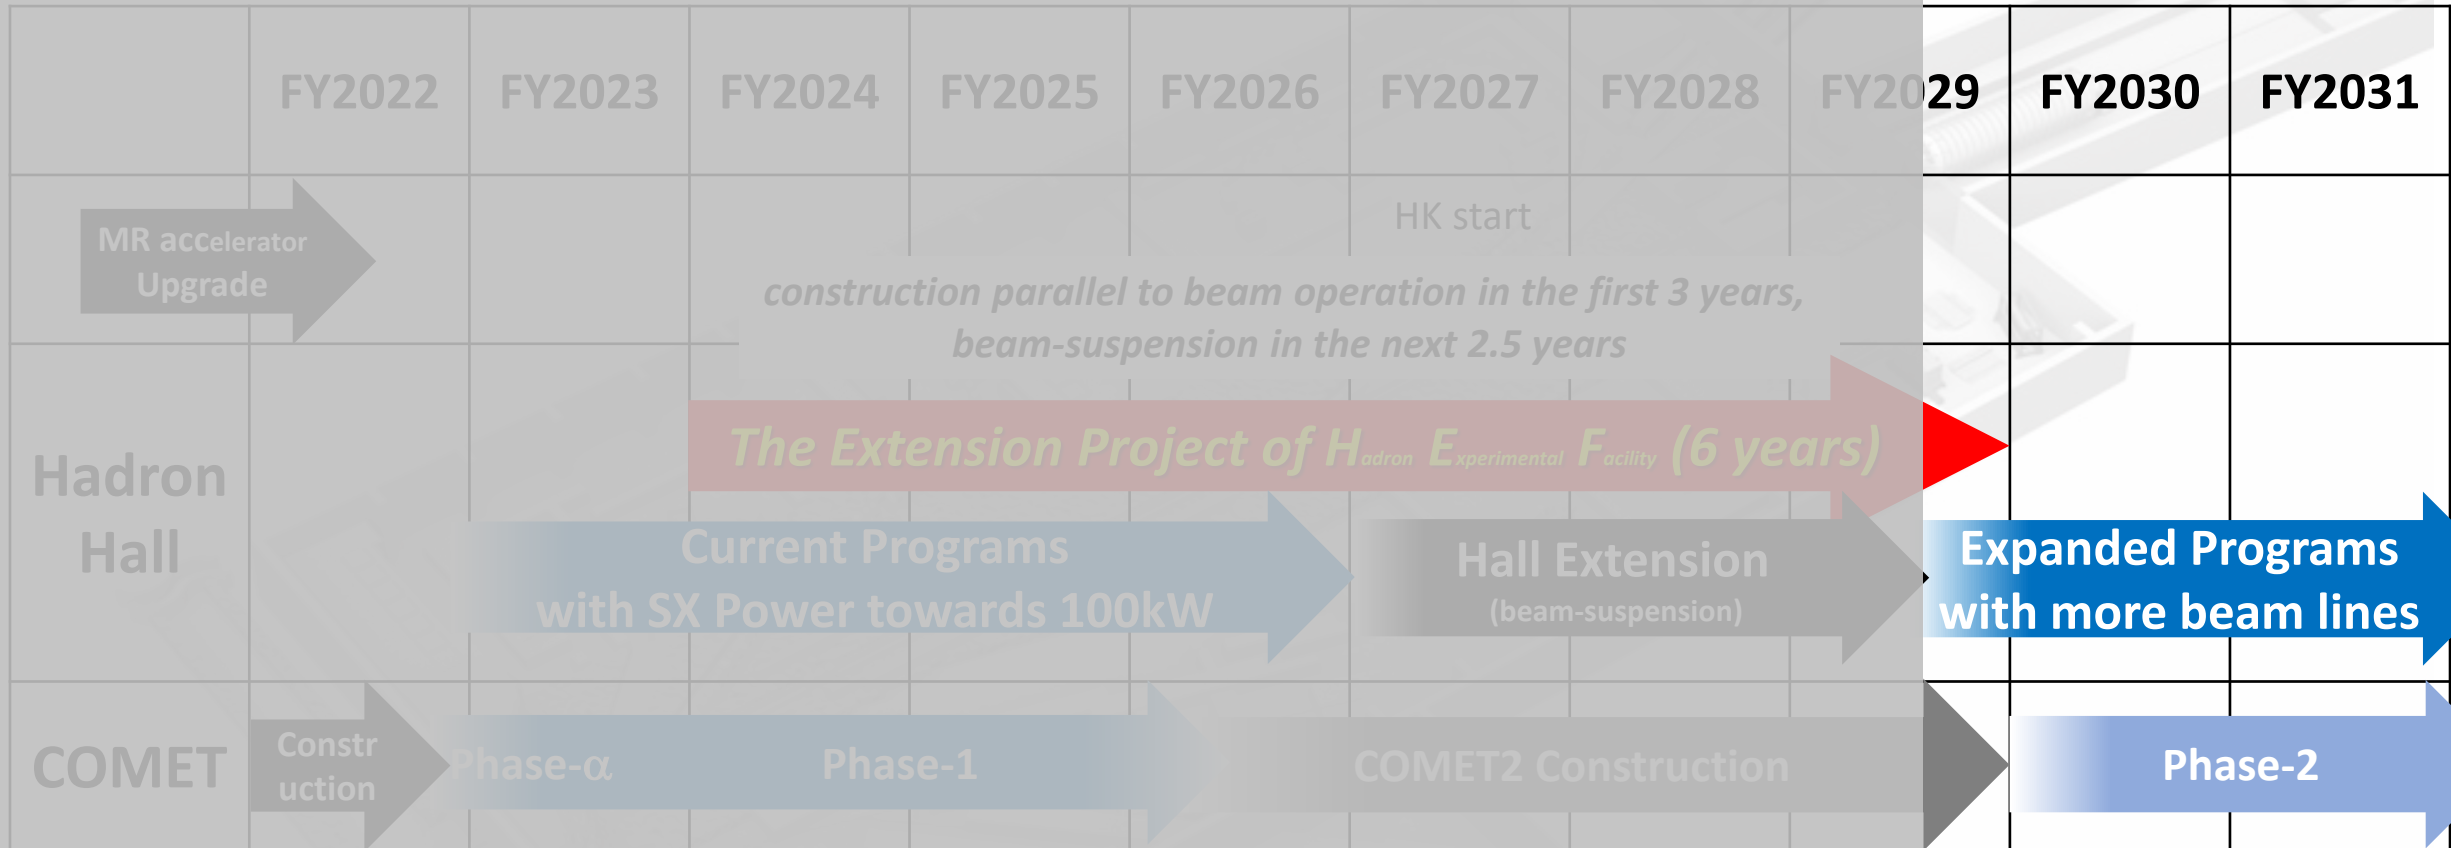 FY2022 FY2023 FY2024 FY2025 FY2026 FY2027 FY2028 FY2029 FY2030 FY2031
HK start
MR accelerator
Upgrade
construction parallel to beam operation in the first 3 years,
beam-suspension in the next 2.5 years
The Extension Project of Hadron Experimental Facility (6 years)
Hadron
Hall
Current Programs
with SX Power towards 100kW
Hall Extension
(beam-suspension)
Expanded Programs
with more beam lines
COMET
Constr
uction
Phase-α
Phase-1
COMET2 Construction
Phase-2